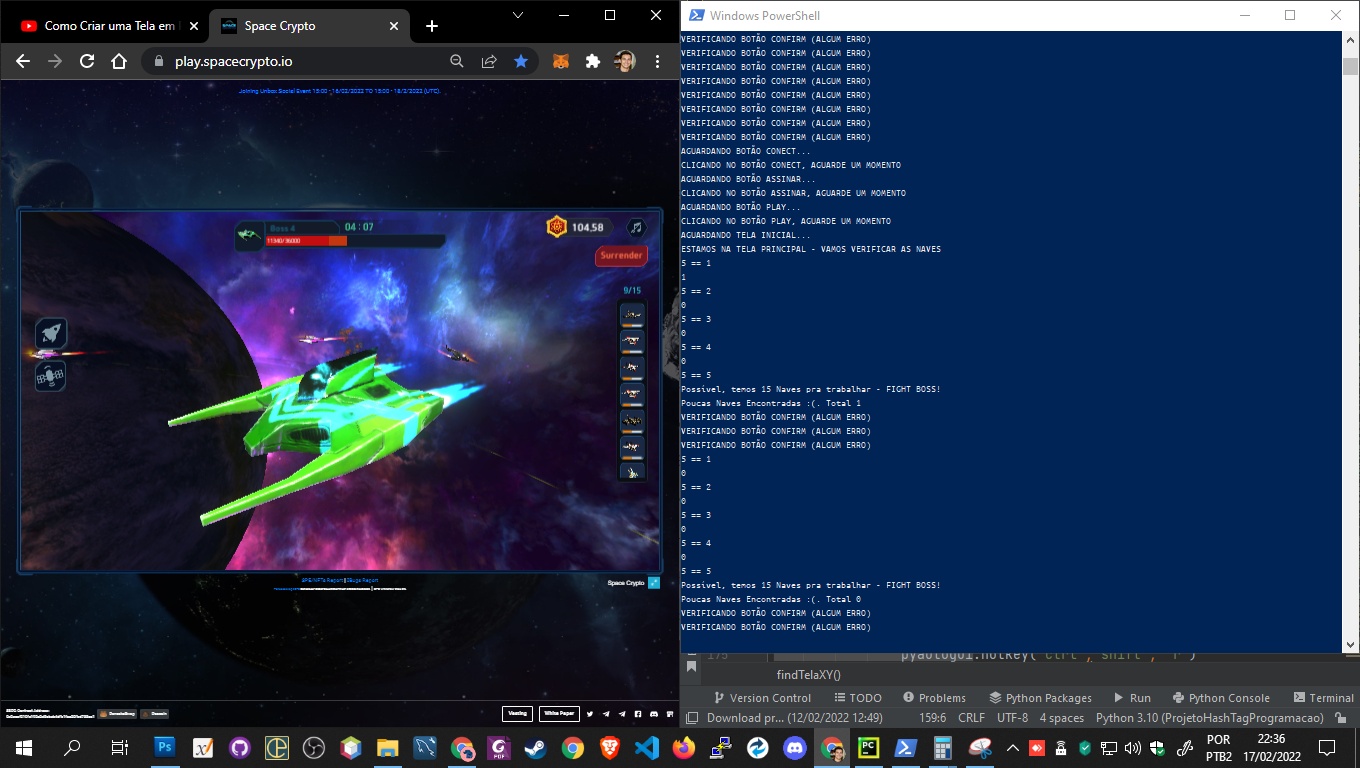 Como Criar uma Tela em
Space Crypto
play.spacecrypto.io
Joining Unbox Social Event 15:00 - 16/02/2022 TO 15:00 - 18/2/2022 (UTC).
Boss 4
04:07
11340/36000
104,58
Surrender
9/15
Space Crypto
White Paper
Windows PowerShell
VERIFICANDO BOTÃO CONFIRM (ALGUM ERRO)
VERIFICANDO BOTÃO CONFIRM (ALGUM ERRO)
VERIFICANDO BOTÃO CONFIRM (ALGUM ERRO)
VERIFICANDO BOTÃO CONFIRM (ALGUM ERRO)
VERIFICANDO BOTÃO CONFIRM (ALGUM ERRO)
VERIFICANDO BOTÃO CONFIRM (ALGUM ERRO)
VERIFICANDO BOTÃO CONFIRM (ALGUM ERRO)
VERIFICANDO BOTÃO CONFIRM (ALGUM ERRO)
AGUARDANDO BOTÃO CONECT...
CLICANDO NO BOTÃO CONECT, AGUARDE UM MOMENTO
AGUARDANDO BOTÃO ASSINAR...
CLICANDO NO BOTÃO ASSINAR, AGUARDE UM MOMENTO
AGUARDANDO BOTÃO PLAY...
CLICANDO NO BOTÃO PLAY, AGUARDE UM MOMENTO
AGUARDANDO TELA INICIAL...
ESTAMOS NA TELA PRINCIPAL - VAMOS VERIFICAR AS NAVES
5 == 1
1
5 == 2
0
5 == 3
0
5 == 4
0
5 == 5
Possivel, temos 15 Naves pra trabalhar - FIGHT BOSS!
Poucas Naves Encontradas :(. Total 1
VERIFICANDO BOTÃO CONFIRM (ALGUM ERRO)
VERIFICANDO BOTÃO CONFIRM (ALGUM ERRO)
VERIFICANDO BOTÃO CONFIRM (ALGUM ERRO)
5 == 1
0
5 == 2
0
5 == 3
0
5 == 4
0
5 == 5
Possivel, temos 15 Naves pra trabalhar - FIGHT BOSS!
Poucas Naves Encontradas :(. Total 0
VERIFICANDO BOTÃO CONFIRM (ALGUM ERRO)
VERIFICANDO BOTÃO CONFIRM (ALGUM ERRO)
175
findTelaXY()
Version Control TODO Problems Python Packages Run Python Console Terminal
Download pr... (12/02/2022 12:49) 159:6 CRLF UTF-8 4 spaces Python 3.10 (ProjetoHashTagProgramacao)
POR
PTB2
22:36
17/02/2022